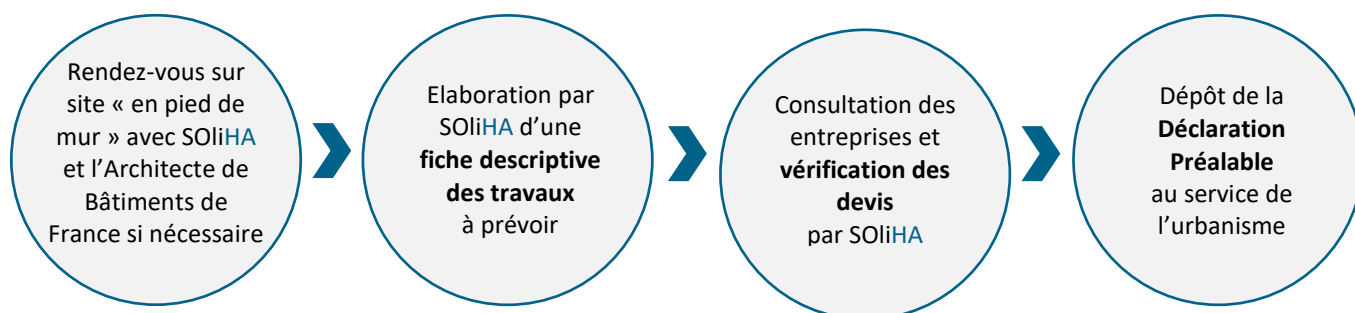 Rendez-vous sur
site « en pied de
mur » avec SOliHA
et l’Architecte de
Bâtiments de
France si nécessaire
Elaboration par
SOliHA d’une
fiche descriptive
des travaux
à prévoir
Consultation des
entreprises et
vérification des
devis
par SOliHA
Dépôt de la
Déclaration
Préalable
au service de
l’urbanisme